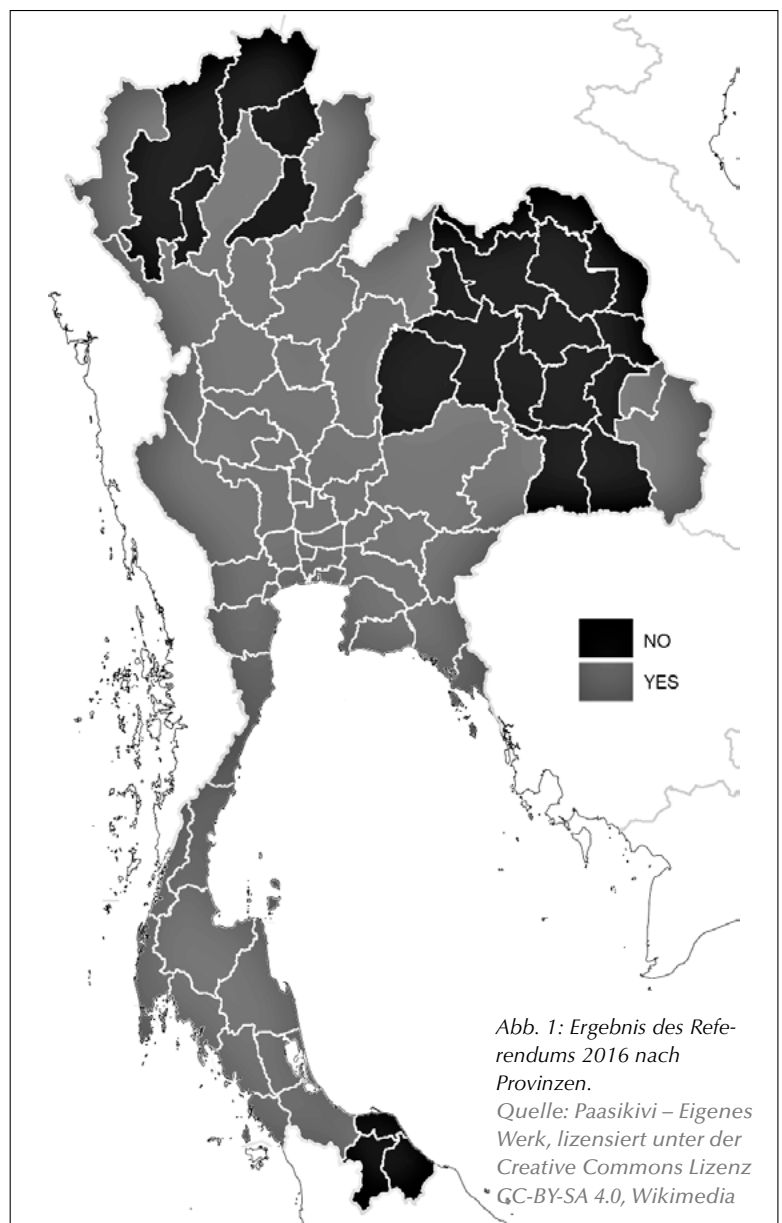 NO
YES
Abb. 1: Ergebnis des Refe-
rendums 2016 nach
Provinzen.
Quelle: Paasikivi – Eigenes
Werk, lizensiert unter der
Creative Commons Lizenz
CC-BY-SA 4.0, Wikimedia